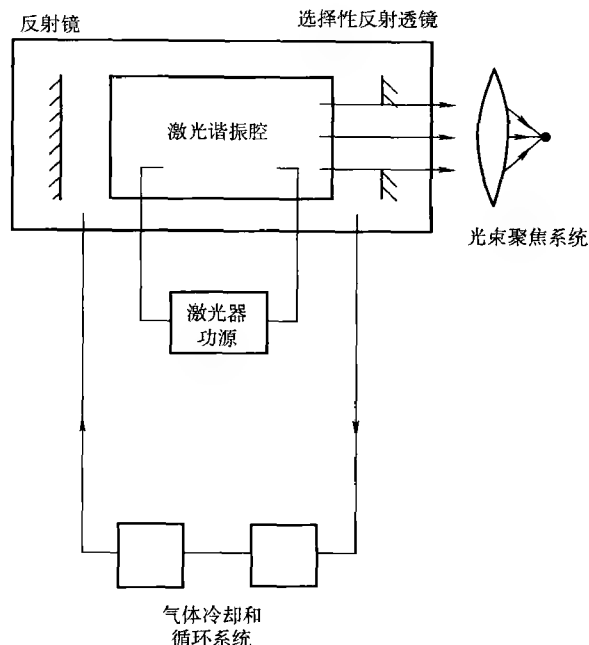 反射镜
选择性反射透镜
激光谐振腔
光束聚焦系统
激光器
功源
气体冷却和
循环系统